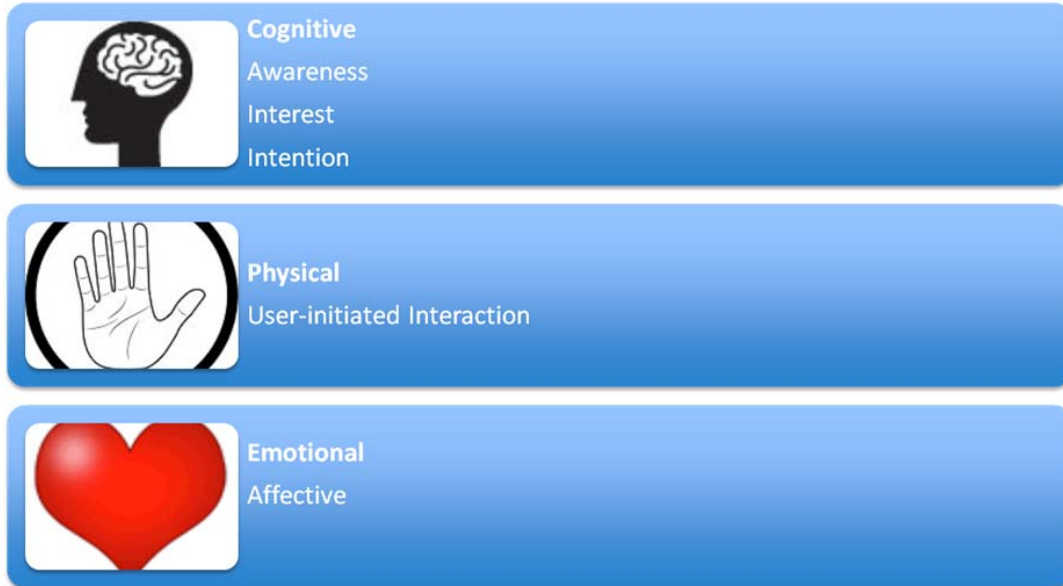 Cognitive
Awareness
Interest
Intention
Physical
User-initiated Interaction
Emotional
Affective